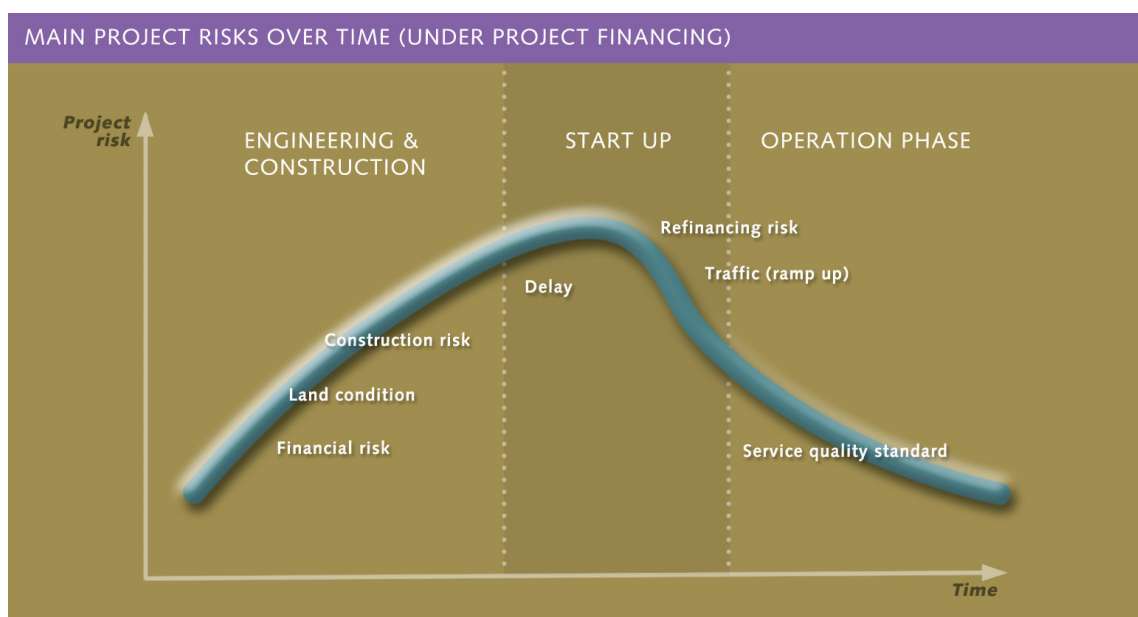 MAIN PROJECT RISKS OVER TIME (UNDER PROJECT FINANCING)
Project
risk
ENGINEERING &
CONSTRUCTION
START UP
OPERATION PHASE
Refinancing risk
Traffic (ramp up)
Delay
Construction risk
Land condition
Financial risk
Service quality standard
Time